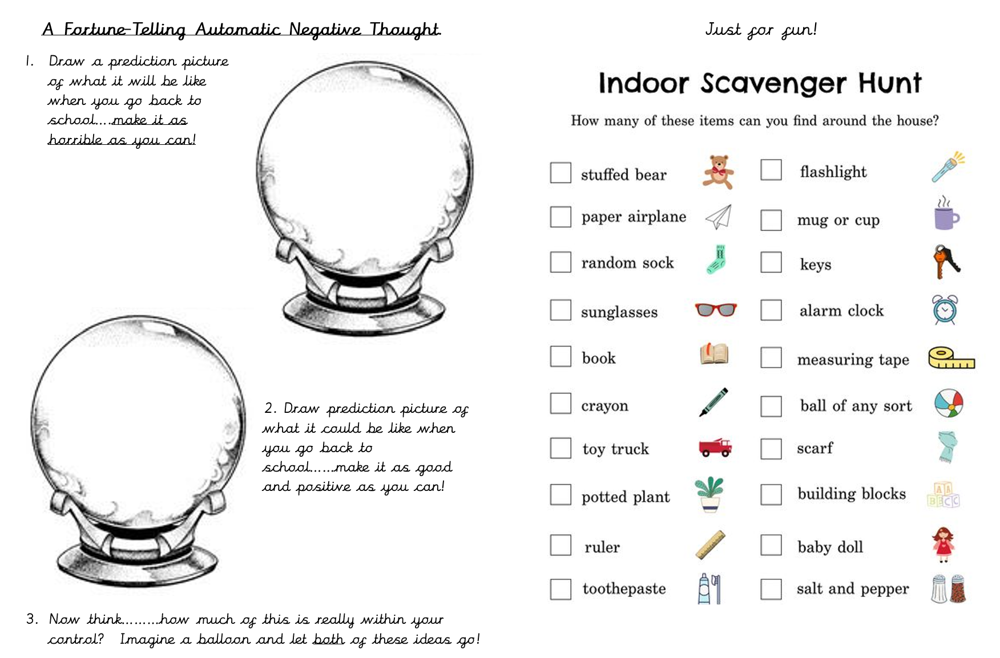 A Fortune-Telling Automatic Negative Thought.
1. Draw a prediction picture
of what it will be like
when you go back to
school....make it as
horrible as you can!
2. Draw prediction picture of
what it could be like when
you go back to
school......make it as good
and positive as you can!
3. Now think.........how much of this is really within your
control? Imagine a balloon and let both of these ideas go!
Just for fun!
Indoor Scavenger Hunt
How many of these items can you find around the house?
stuffed bear
paper airplane
random sock
sunglasses
book
crayon
toy truck
potted plant
ruler
toothepaste
flashlight
mug or cup
keys
alarm clock
measuring tape
ball of any sort
scarf
building blocks
A A
B B C C
baby doll
salt and pepper